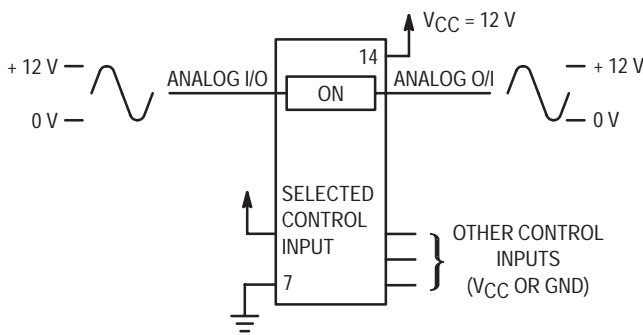 VCC = 12 V
14
+ 12 V
ANALOG I/O
ON
ANALOG O/I
+ 12 V
0 V
0 V
SELECTED
CONTROL
INPUT
7
OTHER CONTROL
INPUTS
(VCC OR GND)